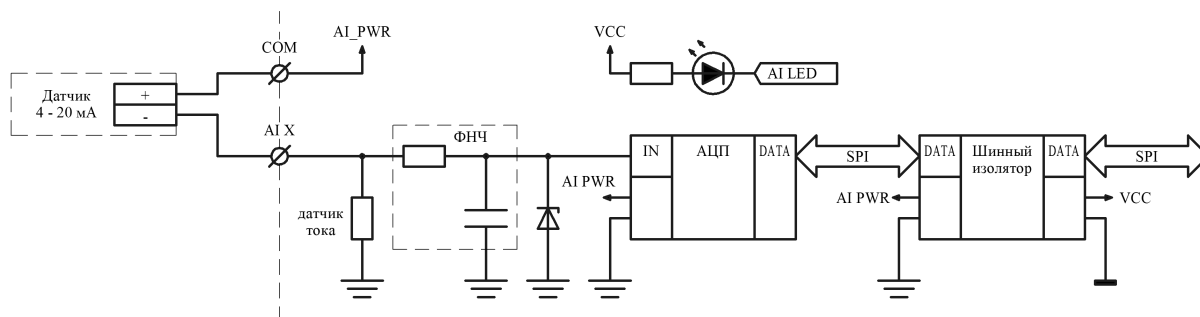 AI_PWR
VCC
COM
AI LED
Датчик
4 - 20 мА
+
-
AI X
ФНЧ
IN
АЦП
DATA
SPI
DATA
Шинный
изолятор
DATA
SPI
AI PWR
AI PWR
VCC
датчик
тока